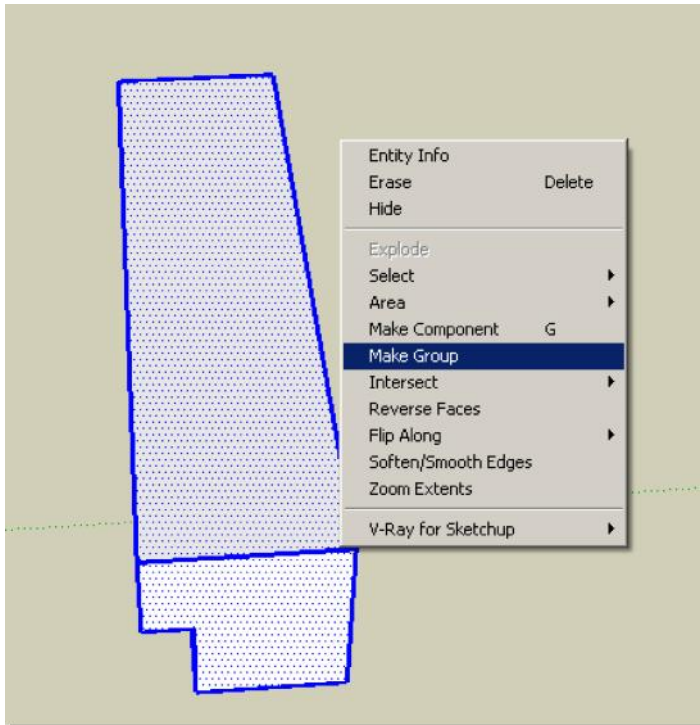 Entity Info
Erase Delete
Hide
Explode
Select
Area
Make Component G
Make Group
Intersect
Reverse Faces
Flip Along
Soften/Smooth Edges
Zoom Extents
V-Ray for Sketchup